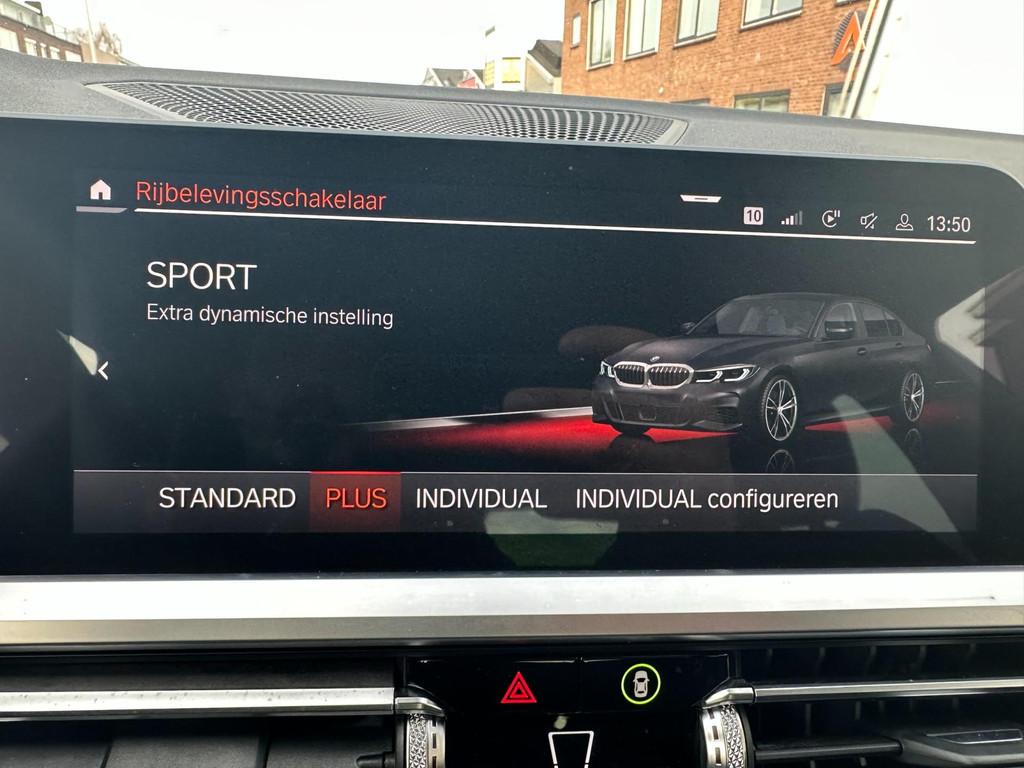 Rijbelevingsschakelaar
10 13:50
SPORT
Extra dynamische instelling
STANDARD PLUS INDIVIDUAL INDIVIDUAL configureren